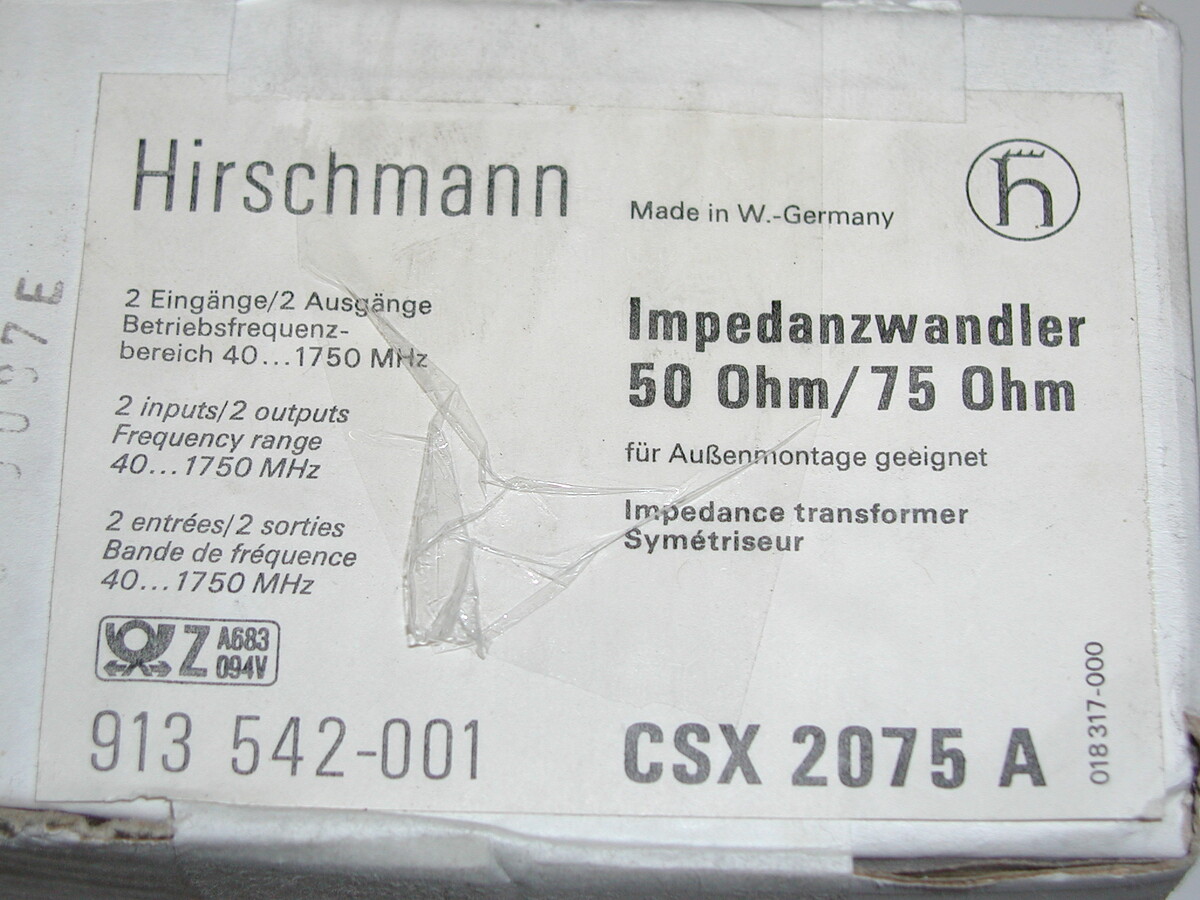 Hirschmann
Made in W.-Germany
h
2 Eingänge/2 Ausgänge
Betriebsfrequenz-
bereich 40...1750 MHz
2 inputs/2 outputs
Frequency range
40...1750 MHz
2 entrées/2 sorties
Bande de fréquence
40...1750 MHz
Z A683
094V
913 542-001
Impedanzwandler
50 Ohm/75 Ohm
für Außenmontage geeignet
Impedance transformer
Symétriseur
CSX 2075 A
018317-000